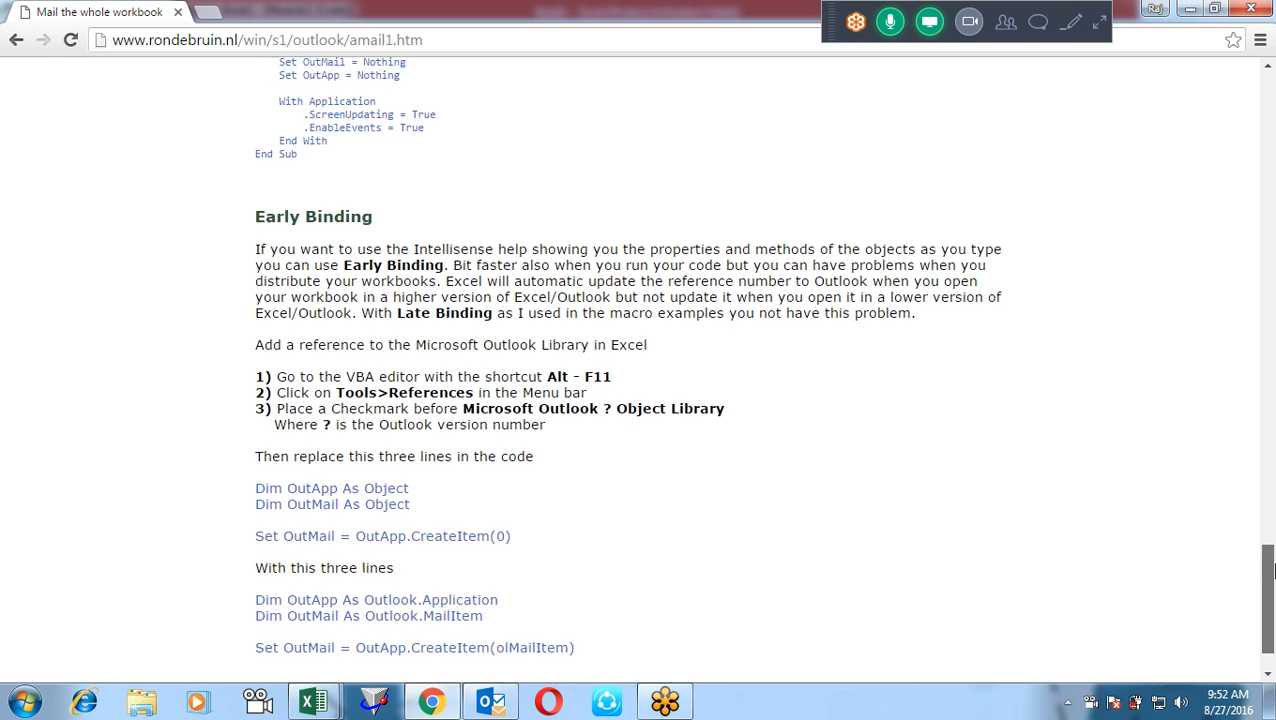 Mail the whole workbook
Raj
www.rondebruin.nl/win/s1/outlook/amail1.htm
Set OutMail = Nothing
Set OutApp = Nothing
With Application
.ScreenUpdating = True
.EnableEvents = True
End With
End Sub
Early Binding
If you want to use the Intellisense help showing you the properties and methods of the objects as you type
you can use Early Binding. Bit faster also when you run your code but you can have problems when you
distribute your workbooks. Excel will automatic update the reference number to Outlook when you open
your workbook in a higher version of Excel/Outlook but not update it when you open it in a lower version of
Excel/Outlook. With Late Binding as I used in the macro examples you not have this problem.
Add a reference to the Microsoft Outlook Library in Excel
1) Go to the VBA editor with the shortcut Alt - F11
2) Click on Tools>References in the Menu bar
3) Place a Checkmark before Microsoft Outlook ? Object Library
Where ? is the Outlook version number
Then replace this three lines in the code
Dim OutApp As Object
Dim OutMail As Object
Set OutMail = OutApp.CreateItem(0)
With this three lines
Dim OutApp As Outlook.Application
Dim OutMail As Outlook.MailItem
Set OutMail = OutApp.CreateItem(olMailItem)
9:52 AM
8/27/2016